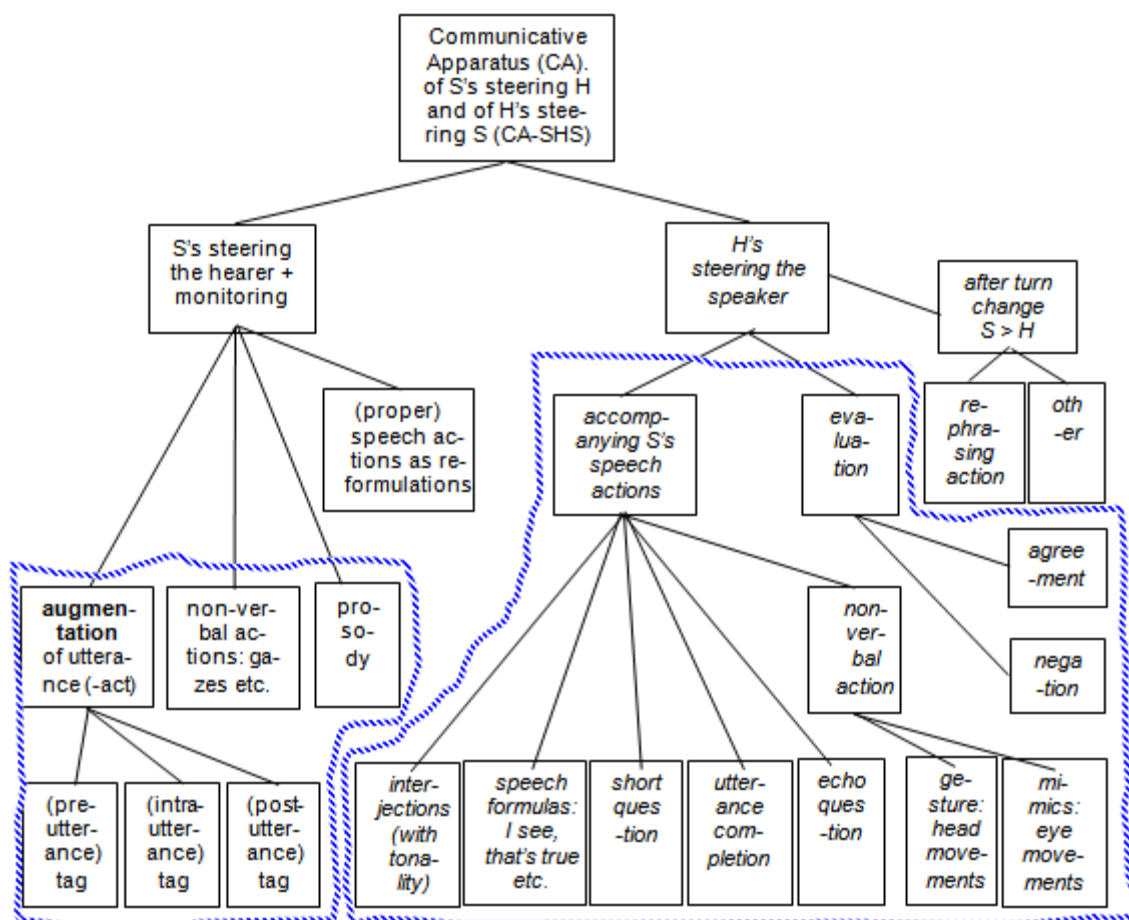 Communicative
Apparatus (CA).
of S's steering H
and of H's stee-
ring S (CA-SHS)
S's steering
the hearer +
monitoring
H's
steering the
speaker
after turn
change
S > H
(proper)
speech ac-
tions as re-
formulations
accomp-
anying S's
speech
actions
eva-
lua-
tion
re-
phra-
sing
action
oth
-er
agree
-ment
augmen-
tation
of uttera-
nce (-act)
non-ver-
bal ac-
tions: ga-
zes etc.
pro-
so-
dy
non-
ver-
bal
action
nega
-tion
(pre-
utter-
ance)
tag
(intra-
utter-
ance)
tag
(post-
utter-
ance)
tag
inter-
jections
(with
tona-
lity)
speech
formulas:
I see,
that's true
etc.
short
ques
-tion
utter-
ance
com-
pletion
echo
ques
-tion
ge-
sture:
head
move-
ments
mi-
mics:
eye
move-
ments